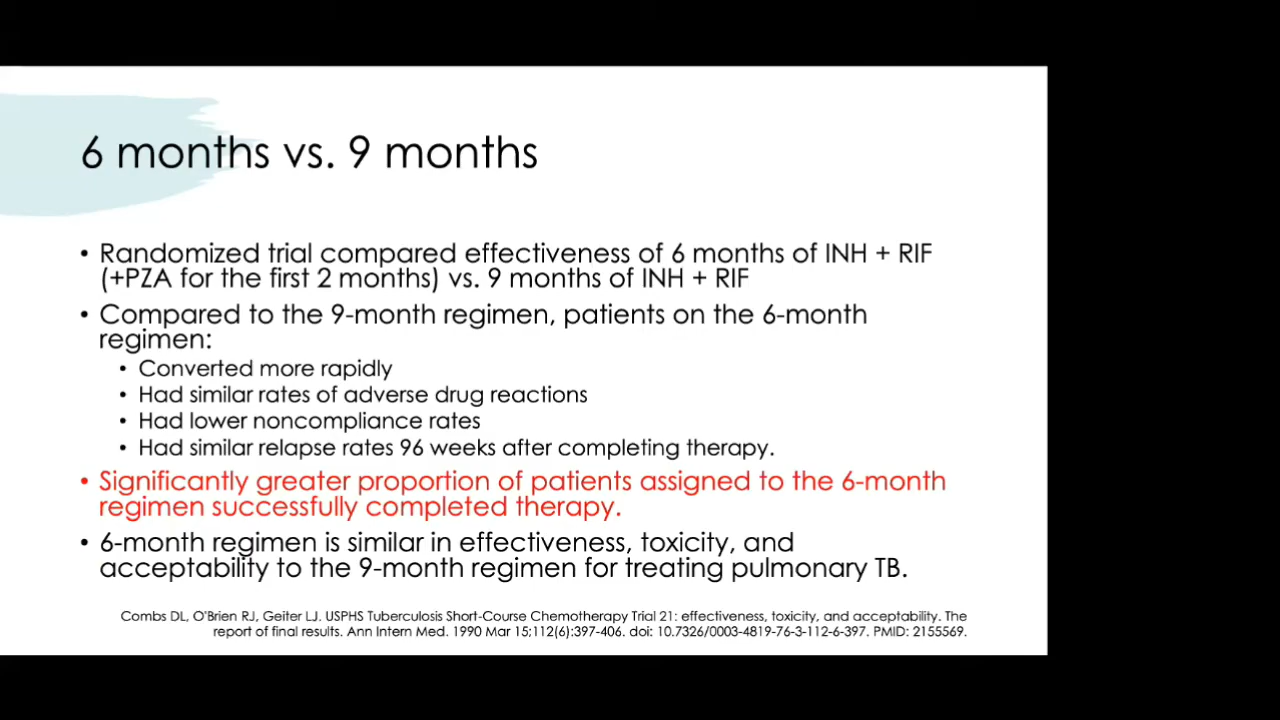 6 months vs. 9 months
• Randomized trial compared effectiveness of 6 months of INH + RIF
(+PZA for the first 2 months) vs. 9 months of INH + RIF
• Compared to the 9-month regimen, patients on the 6-month
regimen:
• Converted more rapidly
• Had similar rates of adverse drug reactions
• Had lower noncompliance rates
• Had similar relapse rates 96 weeks after completing therapy.
• Significantly greater proportion of patients assigned to the 6-month
regimen successfully completed therapy.
• 6-month regimen is similar in effectiveness, toxicity, and
acceptability to the 9-month regimen for treating pulmonary TB.
Combs DL, O'Brien RJ, Geiter LJ. USPHS Tuberculosis Short-Course Chemotherapy Trial 21: effectiveness, toxicity, and acceptability. The
report of final results. Ann Intern Med. 1990 Mar 15;112(6):397-406. doi: 10.7326/0003-4819-76-3-112-6-397. PMID: 2155569.